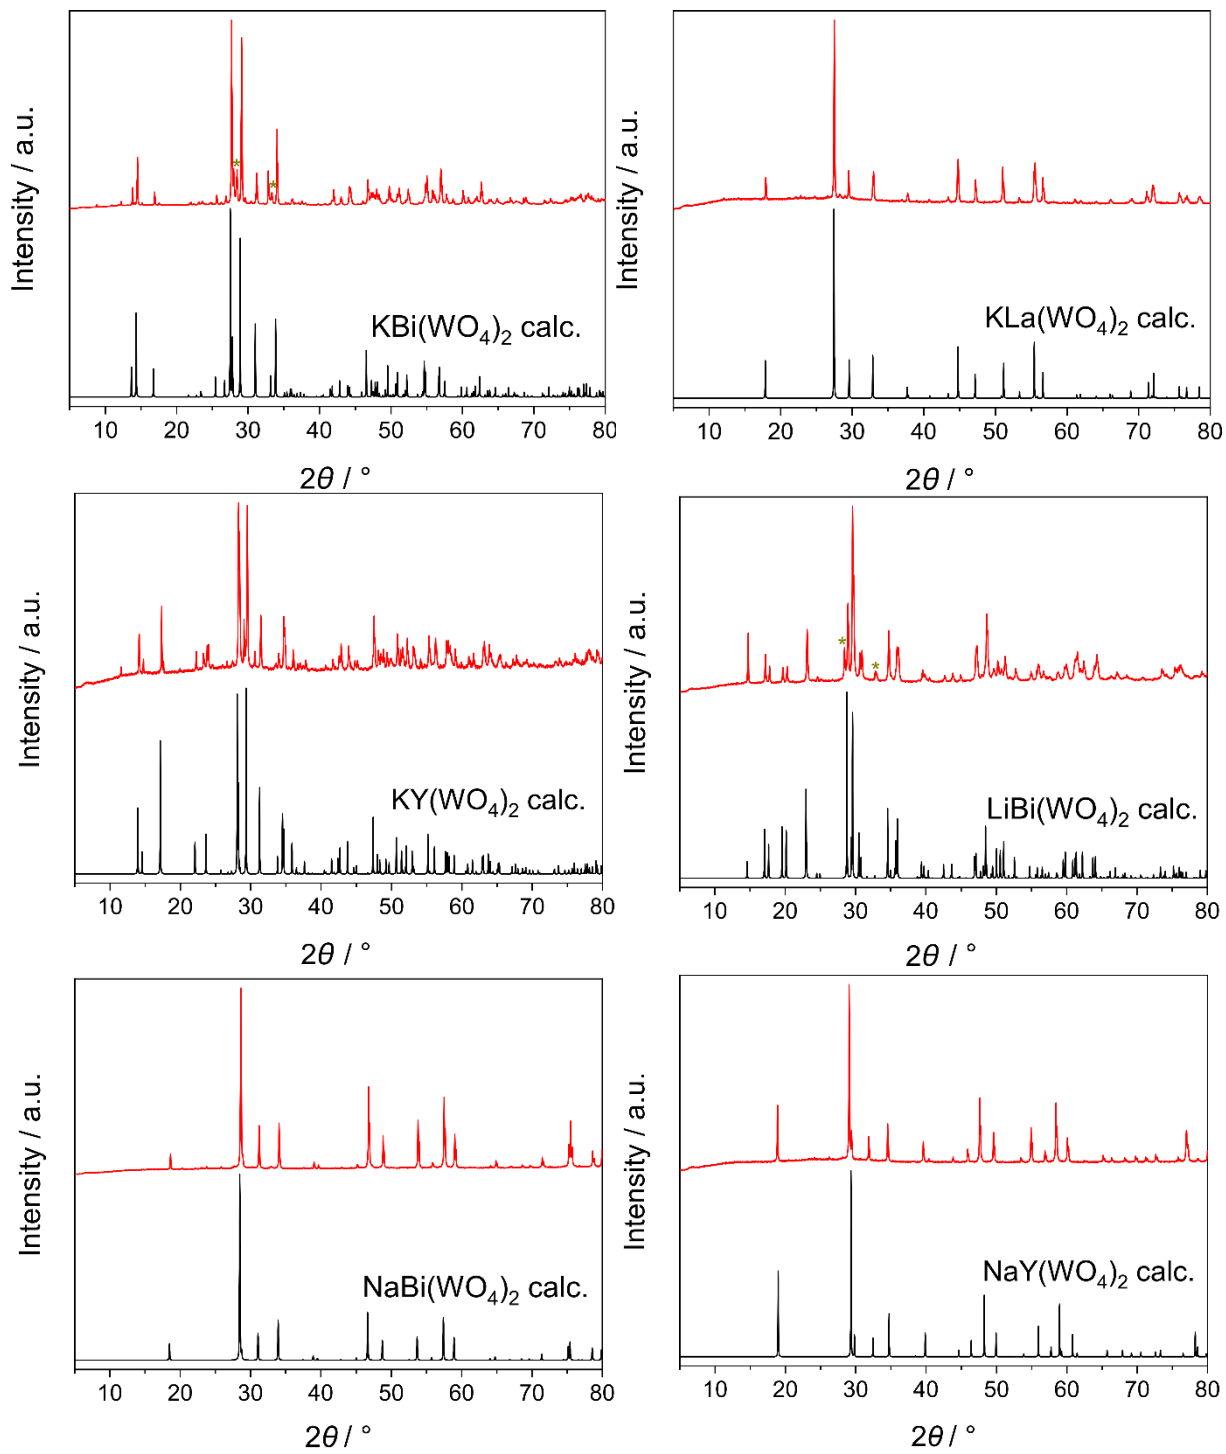 Intensity / a.u.
*
*
KBi(WO₄)₂ calc.
10 20 30 40 50 60 70 80
2θ / °
Intensity / a.u.
KLa(WO₄)₂ calc.
10 20 30 40 50 60 70 80
2θ / °
Intensity / a.u.
KY(WO₄)₂ calc.
10 20 30 40 50 60 70 80
2θ / °
Intensity / a.u.
*
*
LiBi(WO₄)₂ calc.
10 20 30 40 50 60 70 80
2θ / °
Intensity / a.u.
NaBi(WO₄)₂ calc.
10 20 30 40 50 60 70 80
2θ / °
Intensity / a.u.
NaY(WO₄)₂ calc.
10 20 30 40 50 60 70 80
2θ / °